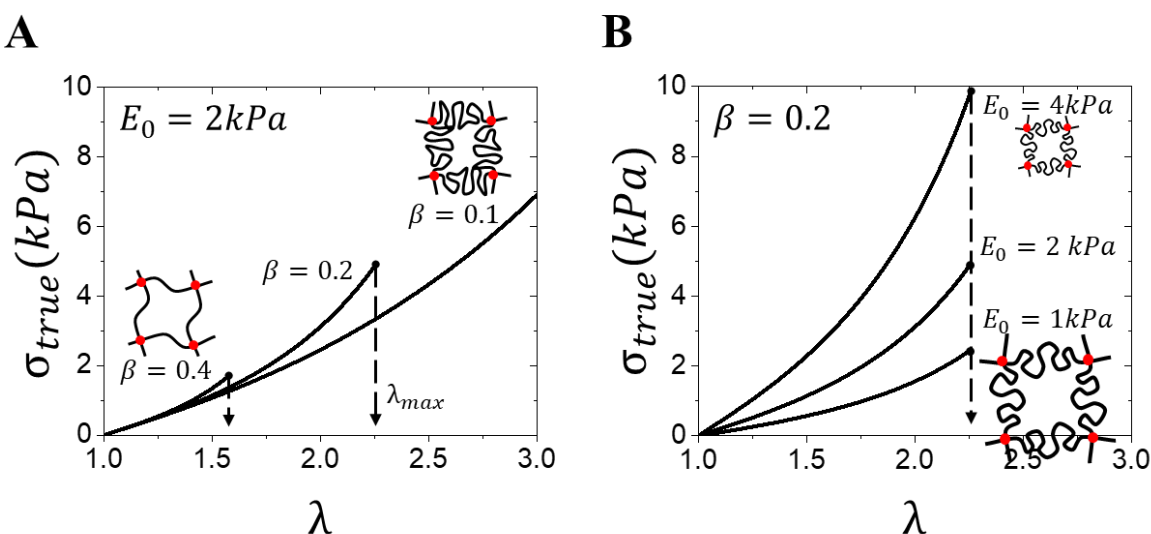 A
E₀ = 2kPa
β = 0.1
β = 0.2
β = 0.4
λₘₐₓ
σ_true(kPa)
10
8
6
4
2
0
1.0 1.5 2.0 2.5 3.0
λ
B
β = 0.2
E₀ = 4kPa
E₀ = 2 kPa
E₀ = 1kPa
σ_true(kPa)
10
8
6
4
2
0
1.0 1.5 2.0 2.5 3.0
λ